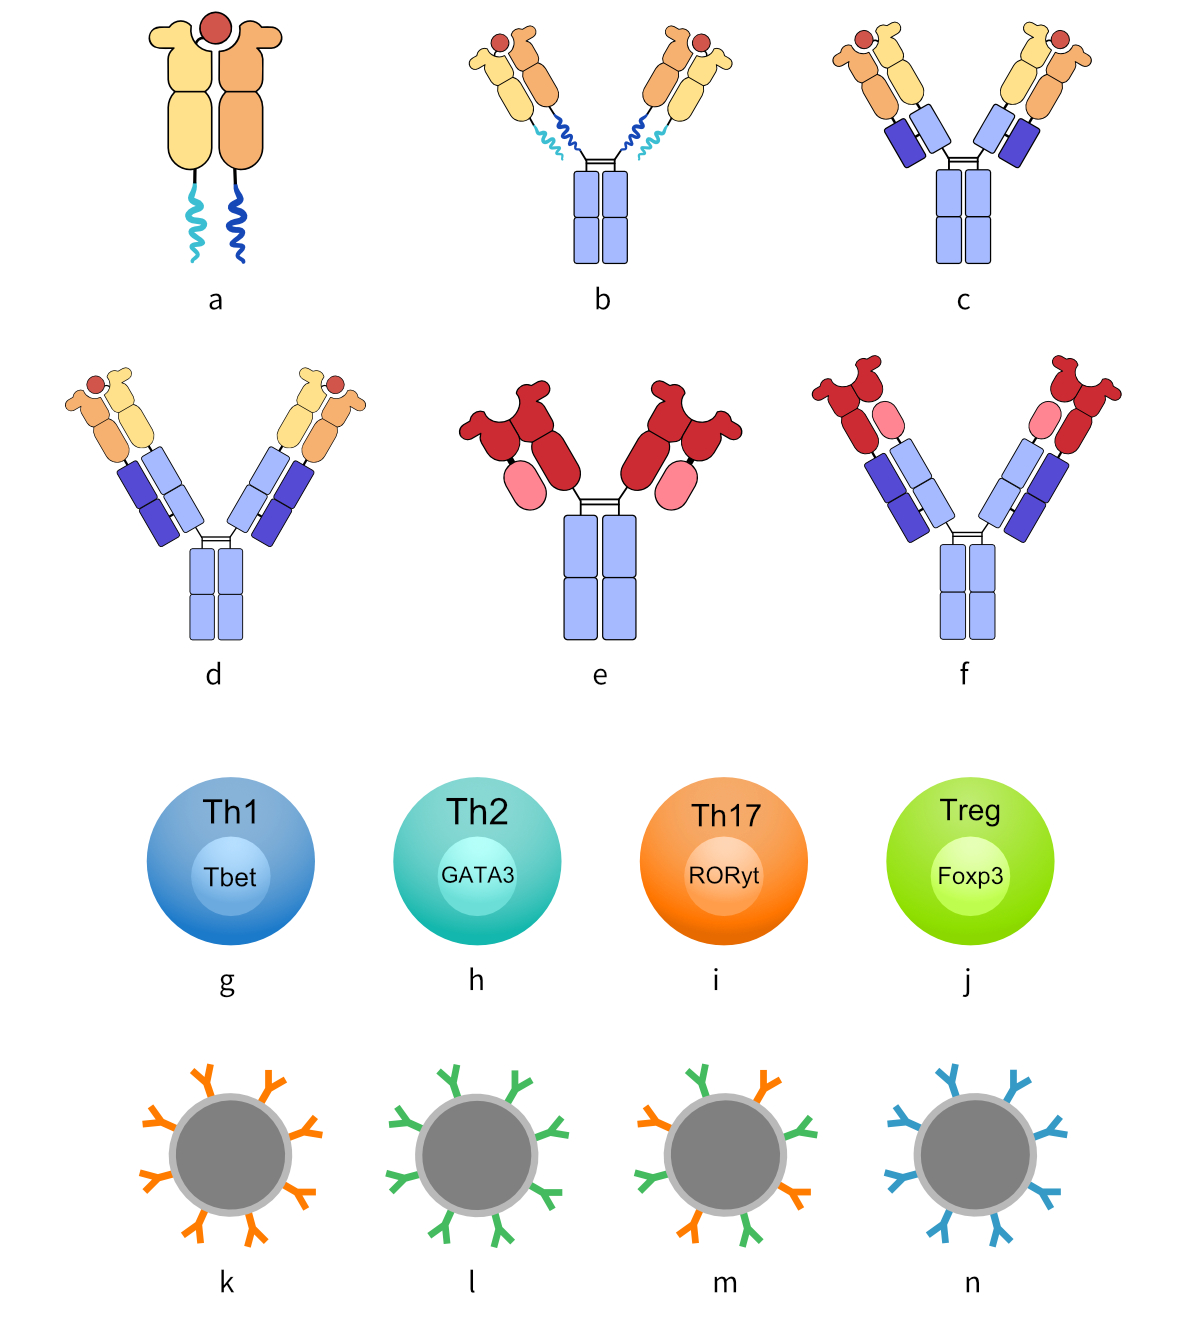 a b c
d e f
Th1 Th2 Th17 Treg
Tbet GATA3 RORyt Foxp3
g h i j
k l m n